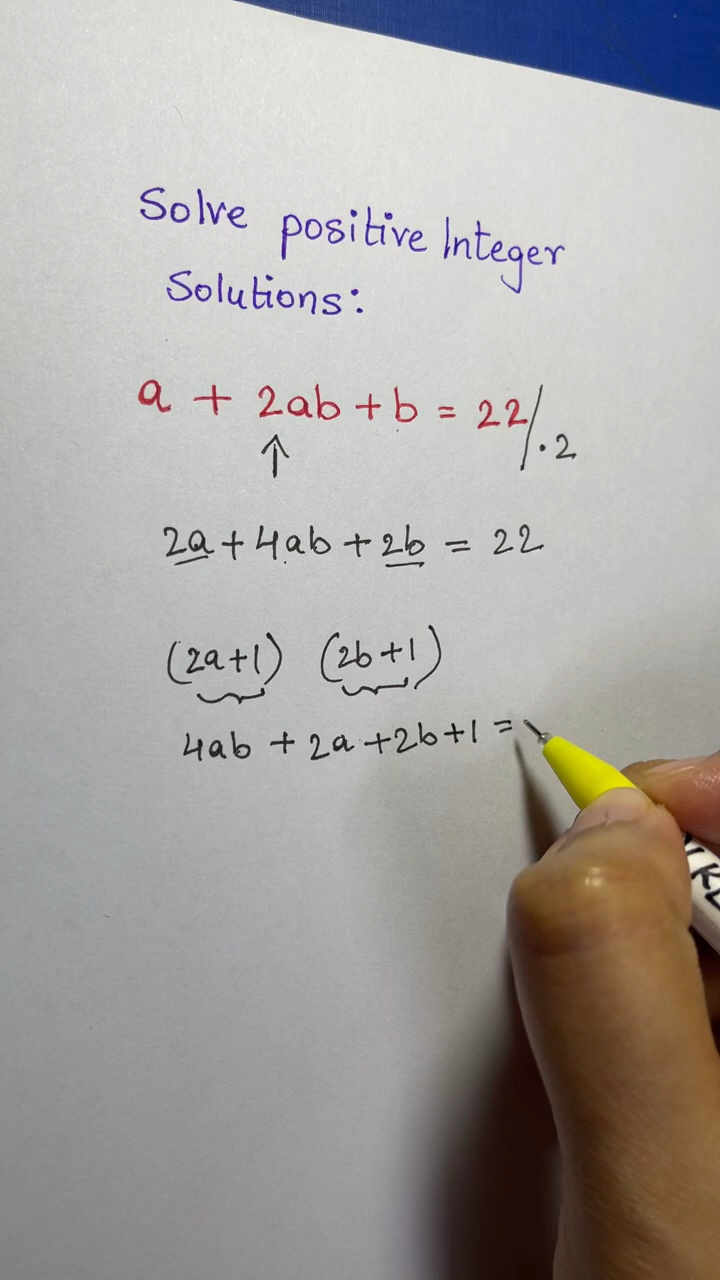 Solve positive Integer
Solutions:
a + 2ab + b = 22 / . 2
↑
2a + 4ab + 2b = 22
(2a+1) (2b+1)
4ab + 2a + 2b + 1 =